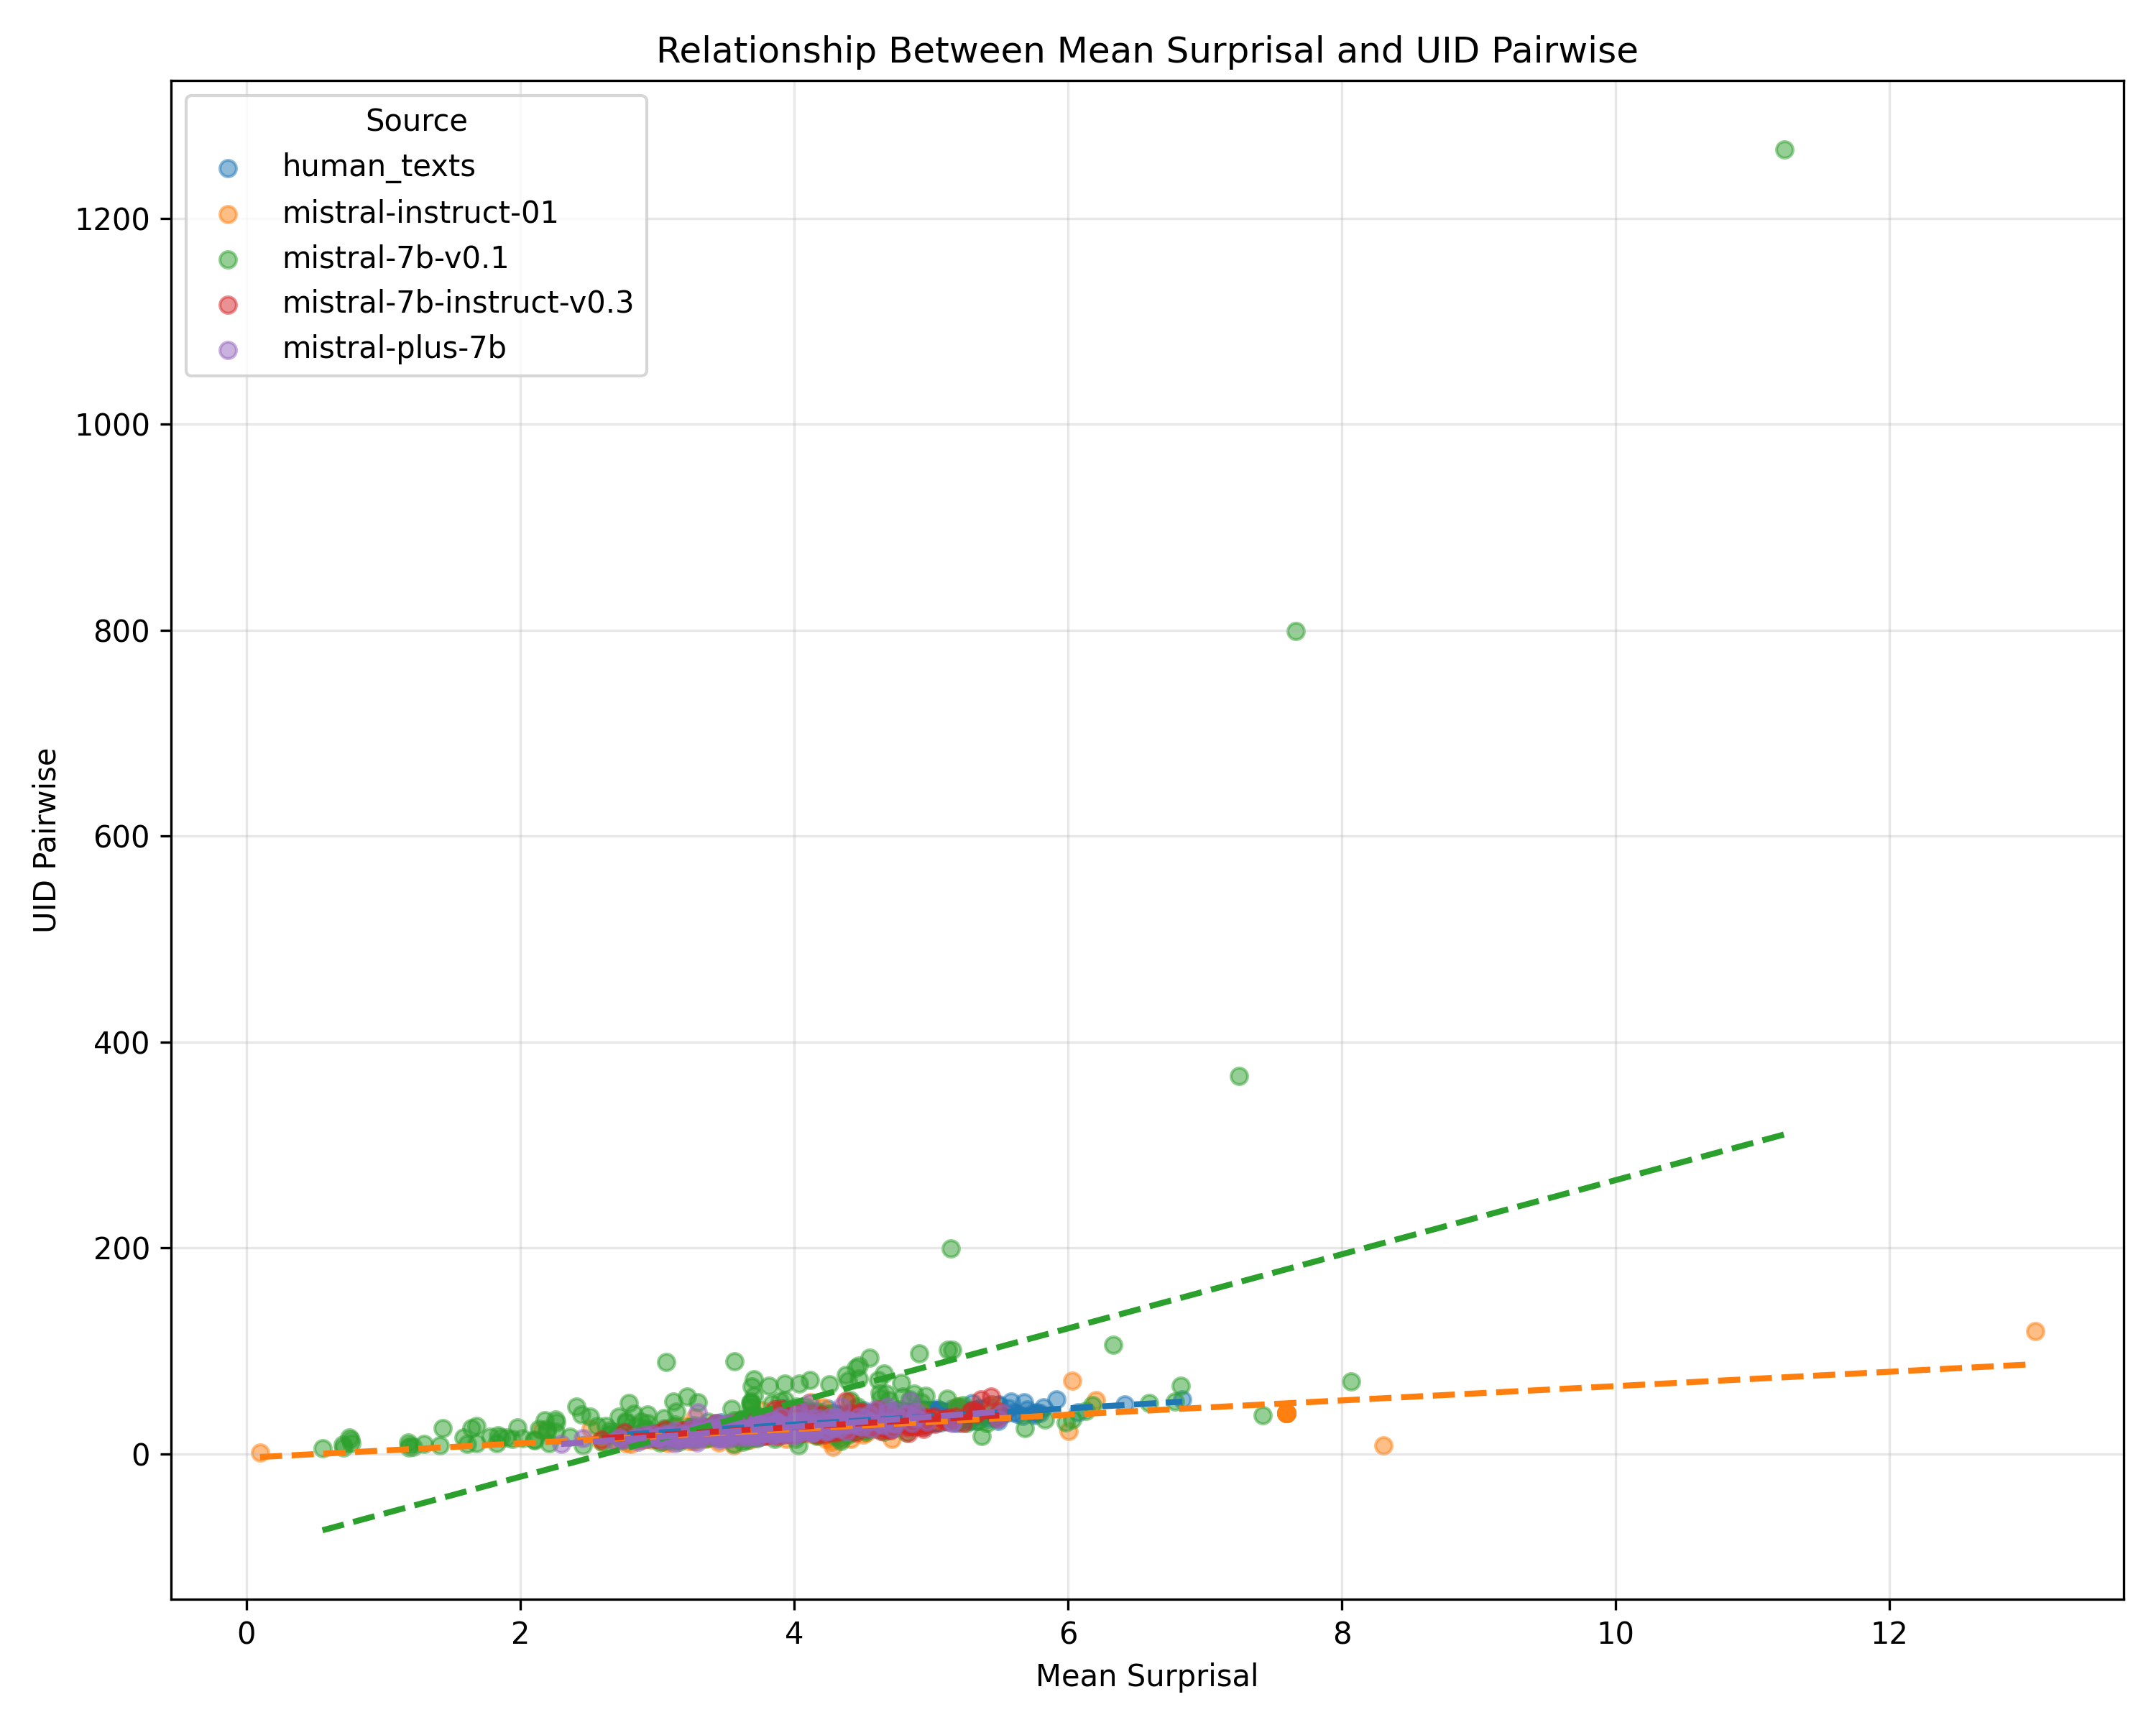 Relationship Between Mean Surprisal and UID Pairwise
Source
human_texts
mistral-instruct-01
mistral-7b-v0.1
mistral-7b-instruct-v0.3
mistral-plus-7b
1200
1000
800
600
400
200
0
UID Pairwise
0 2 4 6 8 10 12
Mean Surprisal